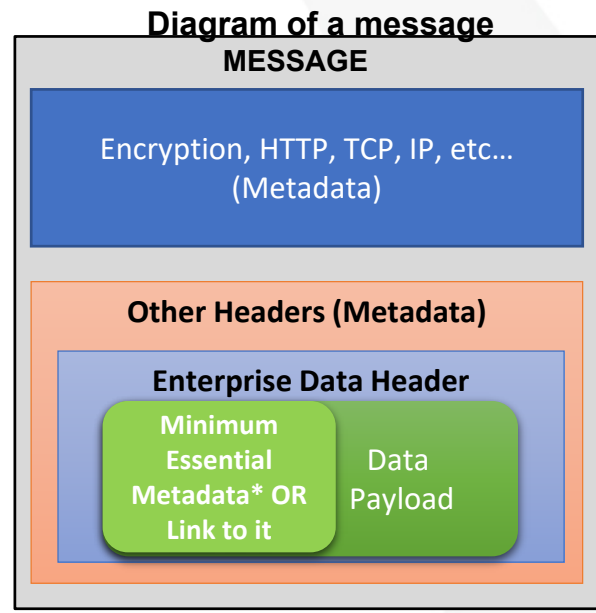 Diagram of a message
MESSAGE
Encryption, HTTP, TCP, IP, etc…
(Metadata)
Other Headers (Metadata)
Enterprise Data Header
Minimum
Essential
Metadata* OR
Link to it
Data
Payload